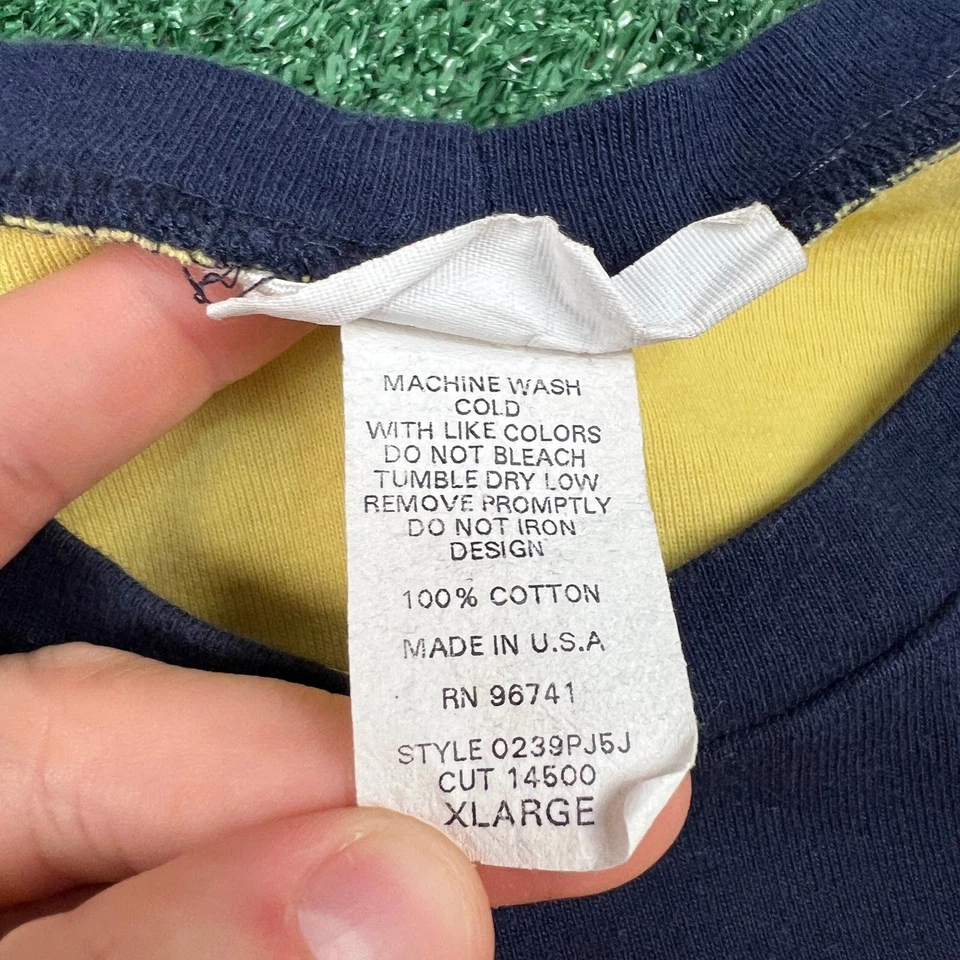 MACHINE WASH
COLD
WITH LIKE COLORS
DO NOT BLEACH
TUMBLE DRY LOW
REMOVE PROMPTLY
DO NOT IRON
DESIGN
100% COTTON
MADE IN U.S.A
RN 96741
STYLE 0239PJ5J
CUT 14500
XLARGE